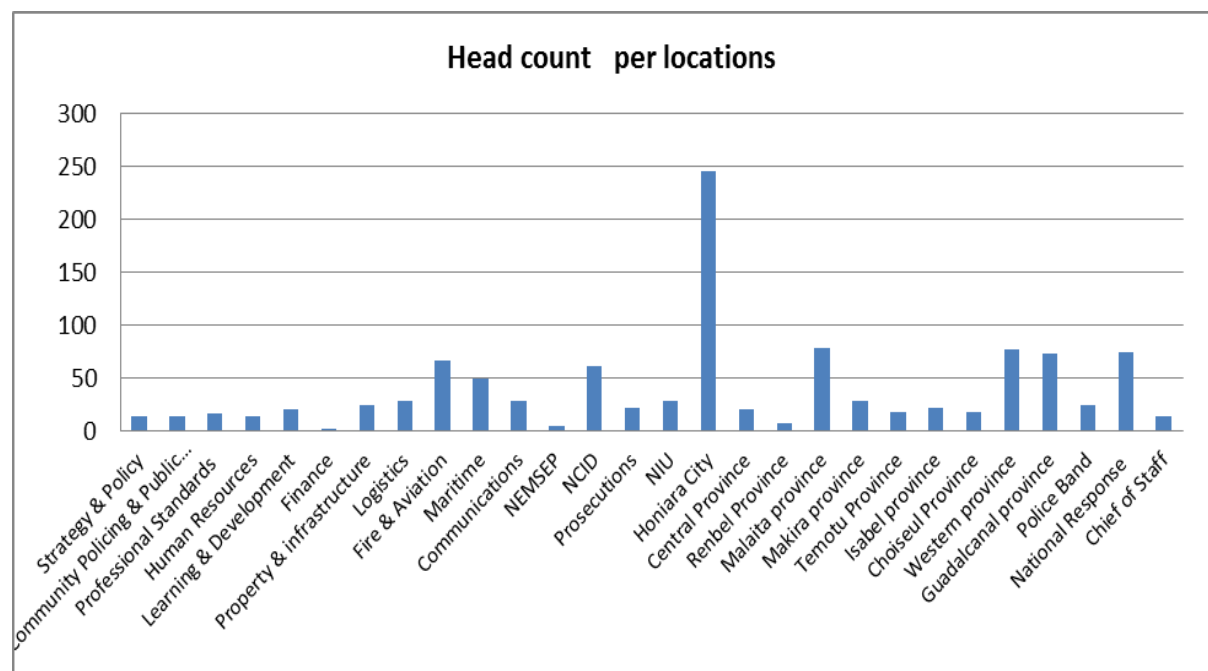 Head count per locations
300
250
200
150
100
50
0
Strategy & Policy
Community Policing & Public...
Professional Standards
Human Resources
Learning & Development
Finance
Property & infrastructure
Logistics
Fire & Aviation
Maritime
Communications
NEMSEP
NCID
Prosecutions
NIU
Honiara City
Central Province
Renbel Province
Malaita province
Makira province
Temotu Province
Isabel province
Choiseul Province
Western province
Guadalcanal province
Police Band
National Response
Chief of Staff